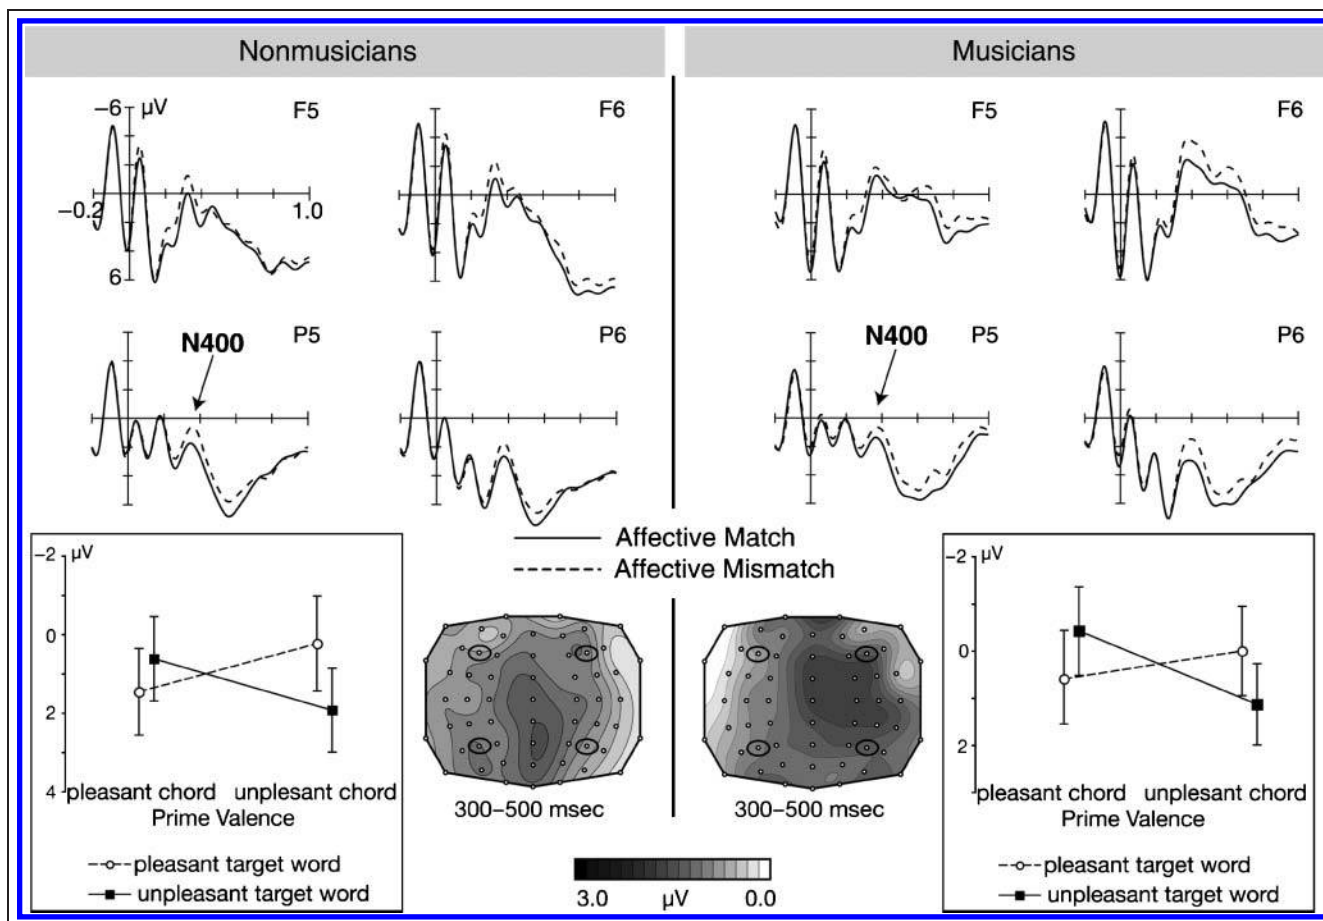 Nonmusicians
Musicians
−6 μV F5
F6
F5
F6
−0.2 1.0
6
N400 P5
P6
N400 P5
P6
Affective Match
Affective Mismatch
−2 μV
0
2
4
pleasant chord unplesant chord
Prime Valence
pleasant target word
unpleasant target word
300–500 msec
300–500 msec
3.0 μV 0.0
−2 μV
0
2
pleasant chord unplesant chord
Prime Valence
pleasant target word
unpleasant target word